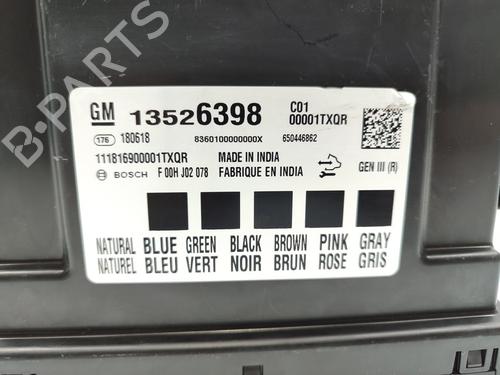 B-PARTS
GM 13526398 C01 00001TXQR
176 180618 8360100000000X 650446862
111816900001TXQR MADE IN INDIA
BOSCH F 00H J02 078 FABRIQUE EN INDIA GEN III (R)
NATURAL BLUE GREEN BLACK BROWN PINK GRAY
NATUREL BLEU VERT NOIR BRUN ROSE GRIS